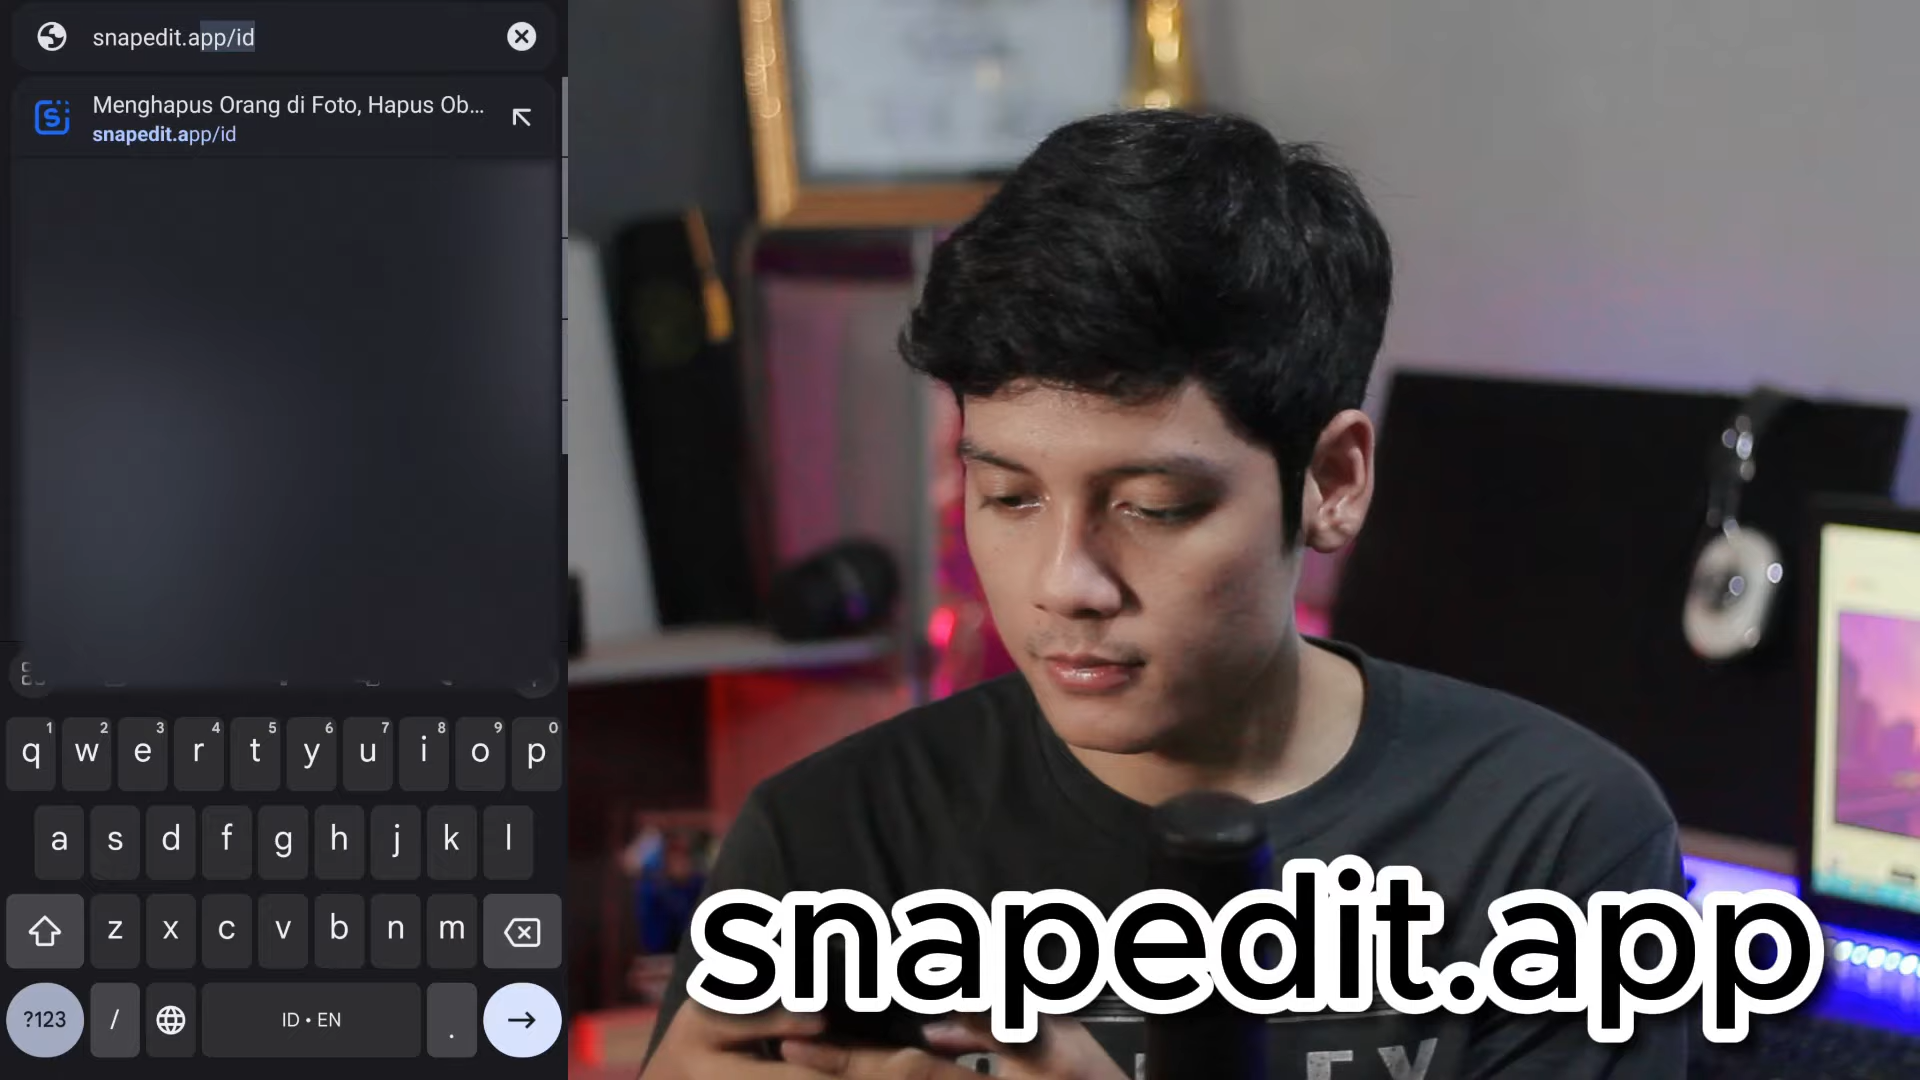 snapedit.app/id
Menghapus Orang di Foto, Hapus Ob...
snapedit.app/id
1 2 3 4 5 6 7 8 9 0
q w e r t y u i o p
a s d f g h j k l
z x c v b n m
?123 / ID • EN .
snapedit.app